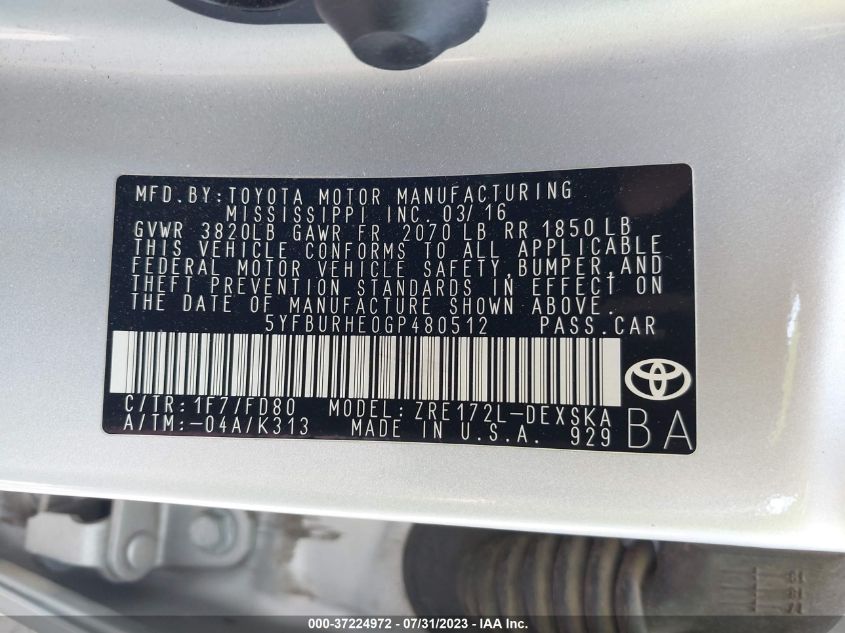 MFD.BY:TOYOTA MOTOR MANUFACTURING
MISSISSIPPI INC. 03/16
GVWR 3820LB GAWR FR 2070 LB RR 1850 LB
THIS VEHICLE CONFORMS TO ALL APPLICABLE
FEDERAL MOTOR VEHICLE SAFETY,BUMPER,AND
THEFT PREVENTION STANDARDS IN EFFECT ON
THE DATE OF MANUFACTURE SHOWN ABOVE.
5YFBURHE0GP480512 PASS.CAR
C/TR:1F7/FD80 MODEL:ZRE172L-DEXSKA
A/TM:-04A/K313 MADE IN U.S.A. 929
BA
000-37224972 / 07/31/2023 - © IAA Inc.